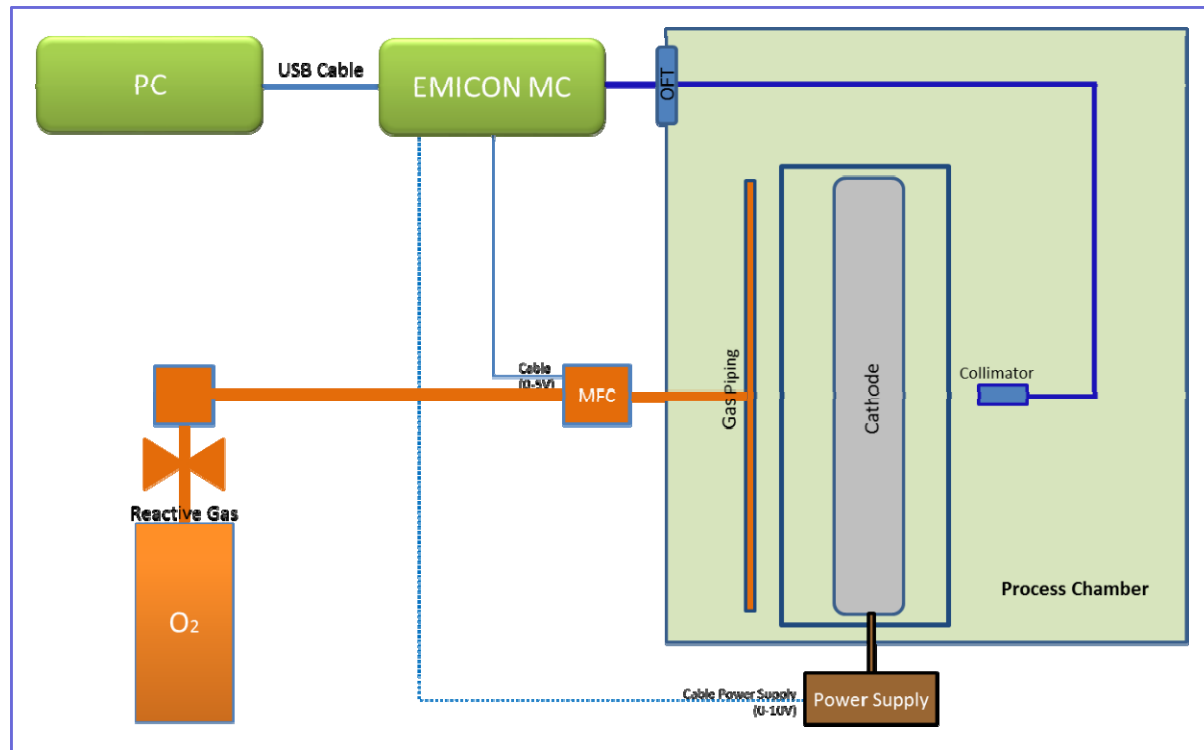 PC
USB Cable
EMICON MC
OFT
Gas Piping
Cathode
Collimator
Cable
(0-5V)
MFC
Reactive Gas
O₂
Process Chamber
Cable Power Supply
(0-10V)
Power Supply